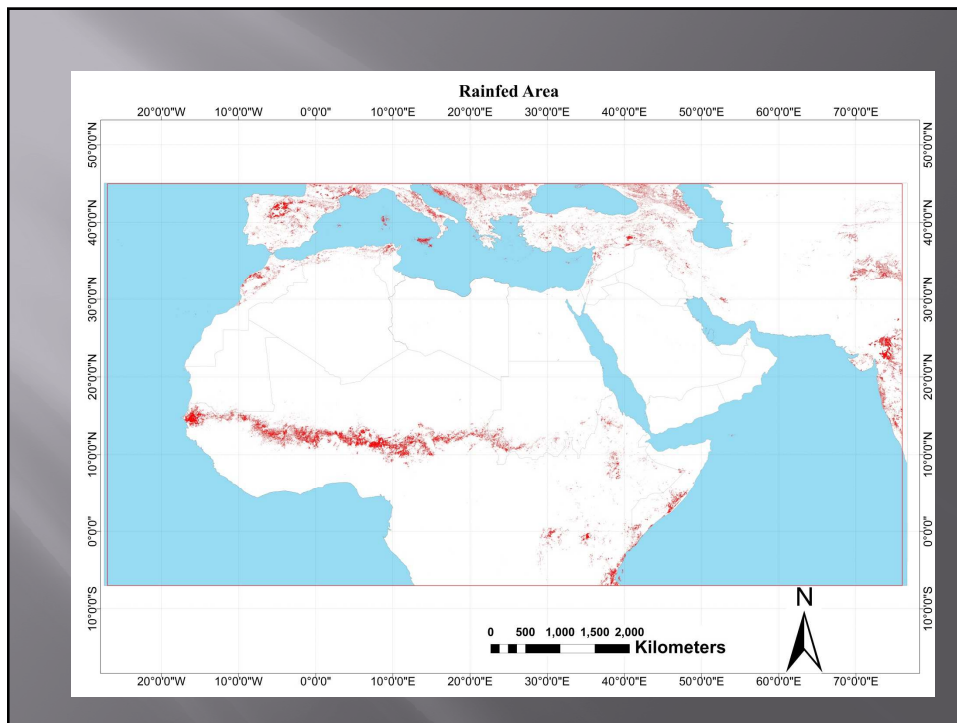 Rainfed Area
20°0'0"W 10°0'0"W 0°0'0" 10°0'0"E 20°0'0"E 30°0'0"E 40°0'0"E 50°0'0"E 60°0'0"E 70°0'0"E
50°0'0"N 50°0'0"N
40°0'0"N 40°0'0"N
30°0'0"N 30°0'0"N
20°0'0"N 20°0'0"N
10°0'0"N 10°0'0"N
0°0'0" 0°0'0"
10°0'0"S 10°0'0"S
N
0 500 1,000 1,500 2,000
Kilometers
20°0'0"W 10°0'0"W 0°0'0" 10°0'0"E 20°0'0"E 30°0'0"E 40°0'0"E 50°0'0"E 60°0'0"E 70°0'0"E